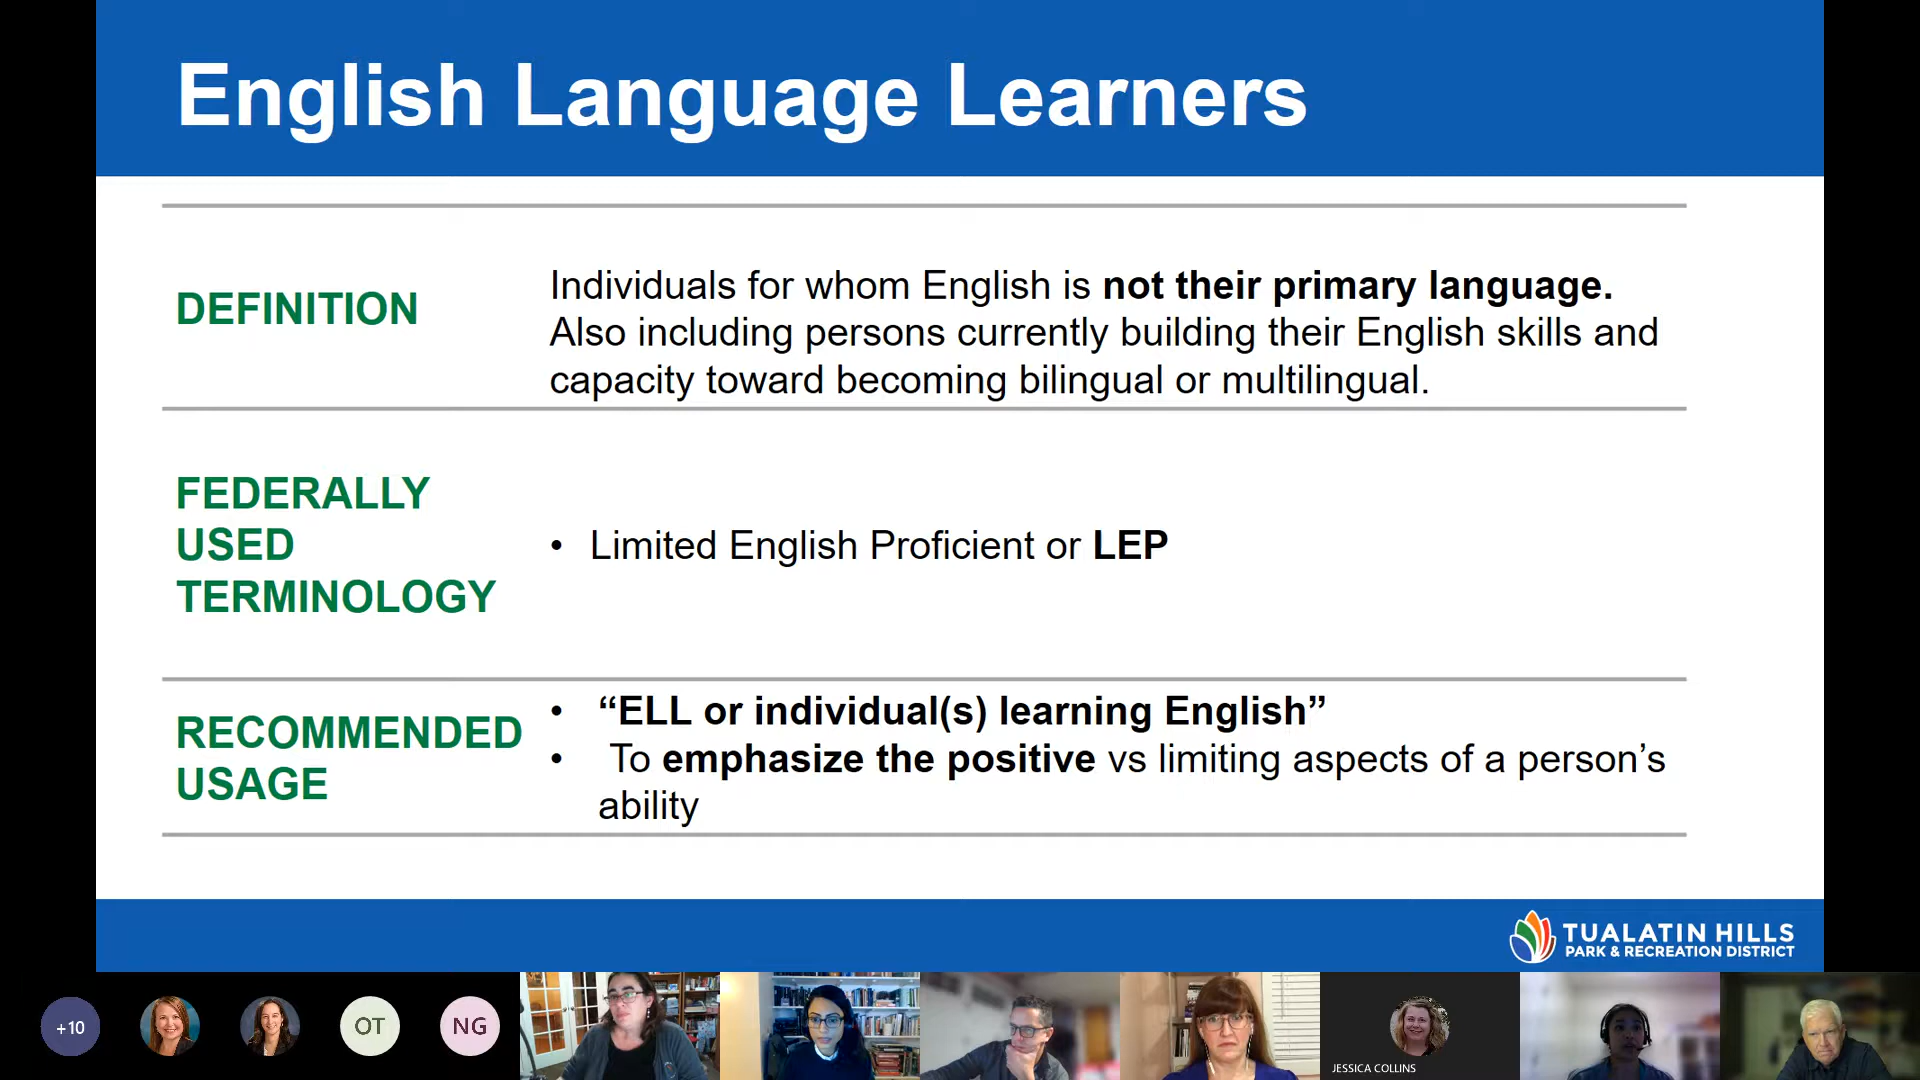 English Language Learners
DEFINITION
Individuals for whom English is not their primary language.
Also including persons currently building their English skills and
capacity toward becoming bilingual or multilingual.
FEDERALLY
USED
TERMINOLOGY
• Limited English Proficient or LEP
RECOMMENDED
USAGE
• “ELL or individual(s) learning English”
• To emphasize the positive vs limiting aspects of a person’s
ability
TUALATIN HILLS
PARK & RECREATION DISTRICT
+10
OT
NG
JESSICA COLLINS